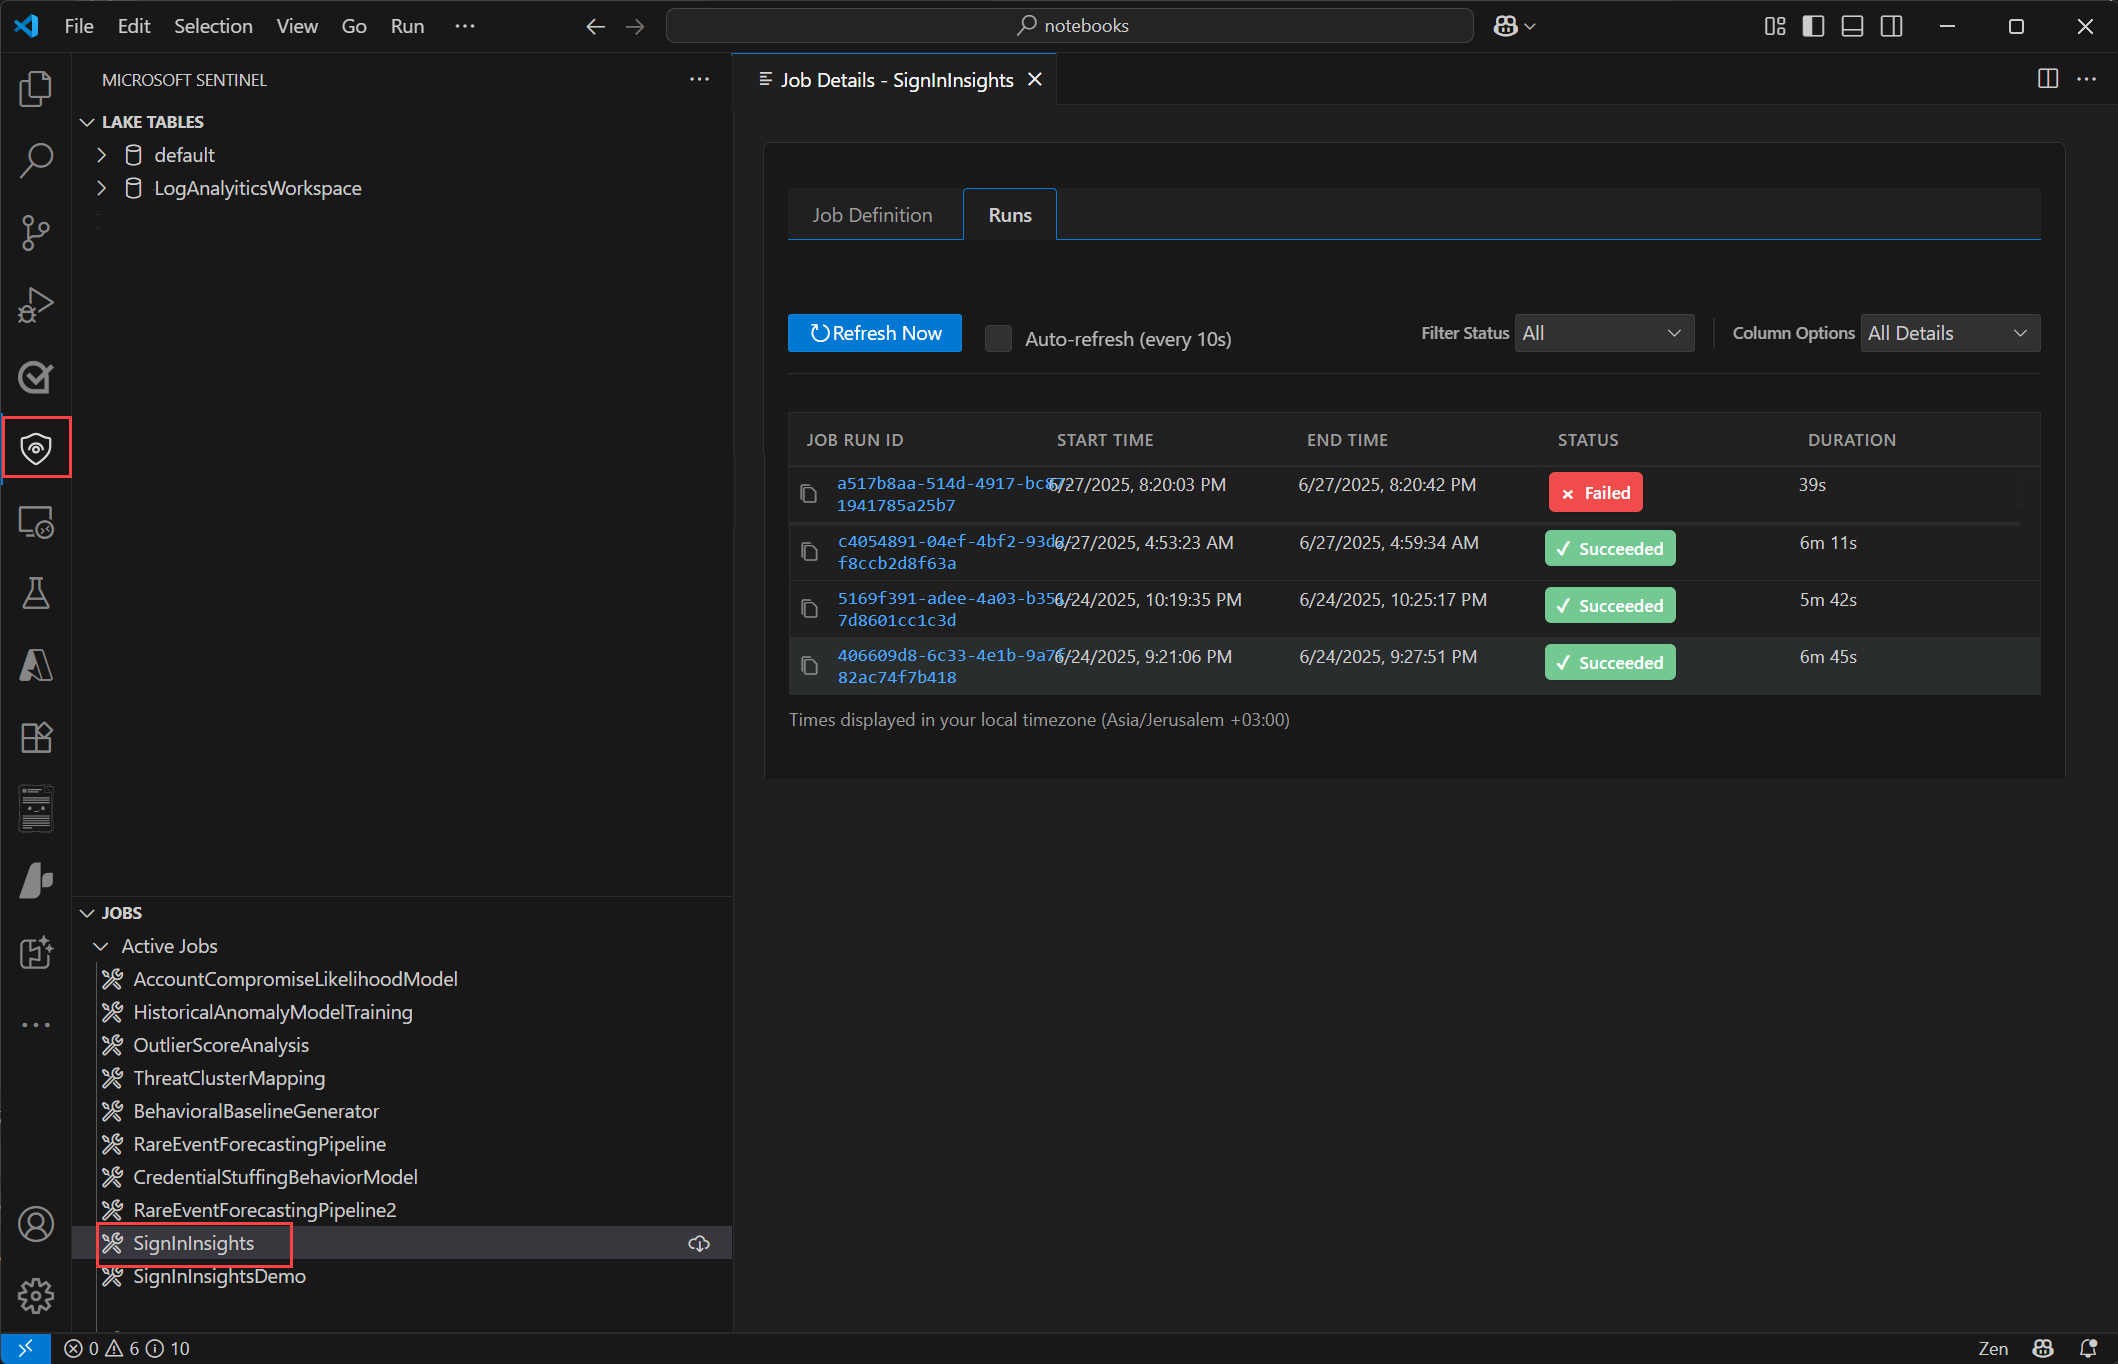 File Edit Selection View Go Run ···
notebooks
MICROSOFT SENTINEL
LAKE TABLES
default
LogAnalyiticsWorkspace
Job Details - SignInInsights
Job Definition
Runs
Refresh Now
Auto-refresh (every 10s)
Filter Status All
Column Options All Details
JOB RUN ID START TIME END TIME STATUS DURATION
a517b8aa-514d-4917-bc87- 6/27/2025, 8:20:03 PM 6/27/2025, 8:20:42 PM × Failed 39s
1941785a25b7
c4054891-04ef-4bf2-93d2- 6/27/2025, 4:53:23 AM 6/27/2025, 4:59:34 AM ✓ Succeeded 6m 11s
f8ccb2d8f63a
6/24/2025, 10:19:35 PM 6/24/2025, 10:25:17 PM ✓ Succeeded 5m 42s
7d8601cc1c3d
406609d8-6c33-4e1b-9a7f- 6/24/2025, 9:21:06 PM 6/24/2025, 9:27:51 PM ✓ Succeeded 6m 45s
82ac74f7b418
Times displayed in your local timezone (Asia/Jerusalem +03:00)
JOBS
Active Jobs
AccountCompromiseLikelihoodModel
HistoricalAnomalyModelTraining
OutlierScoreAnalysis
ThreatClusterMapping
BehavioralBaselineGenerator
RareEventForecastingPipeline
CredentialStuffingBehaviorModel
RareEventForecastingPipeline2
SignInInsights
SignInInsightsDemo
0 6 10
Zen